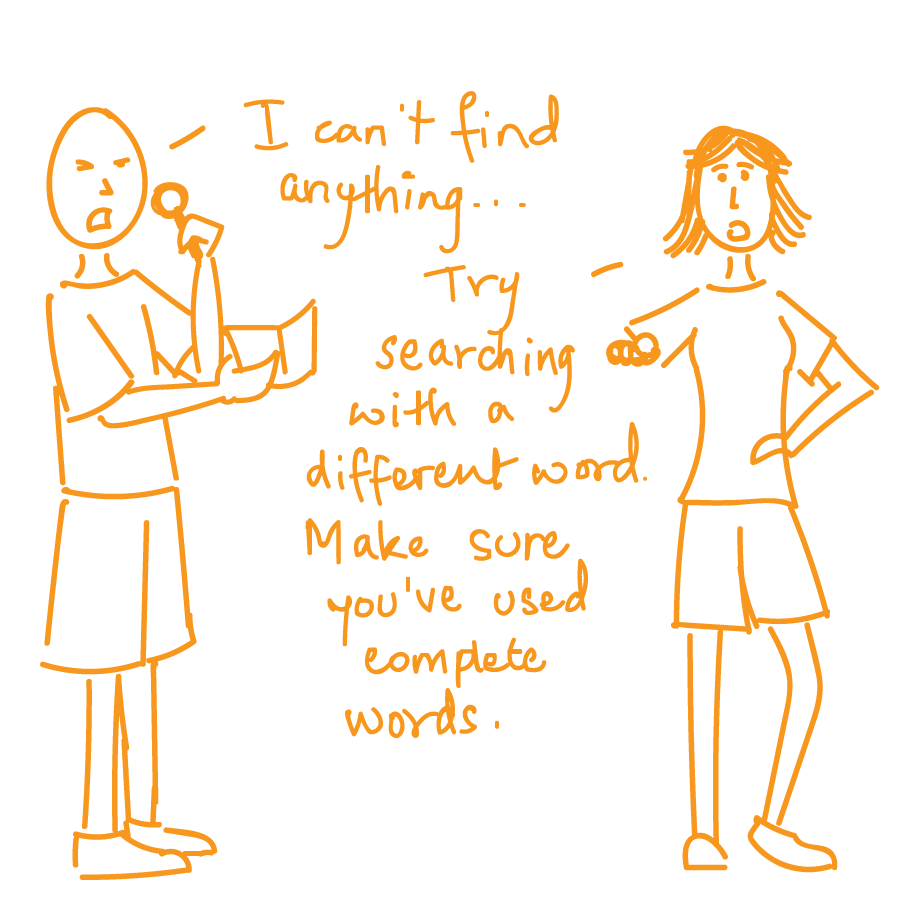 I can't find
anything...
Try
searching
with a
different word.
Make sure
you've used
complete
words.